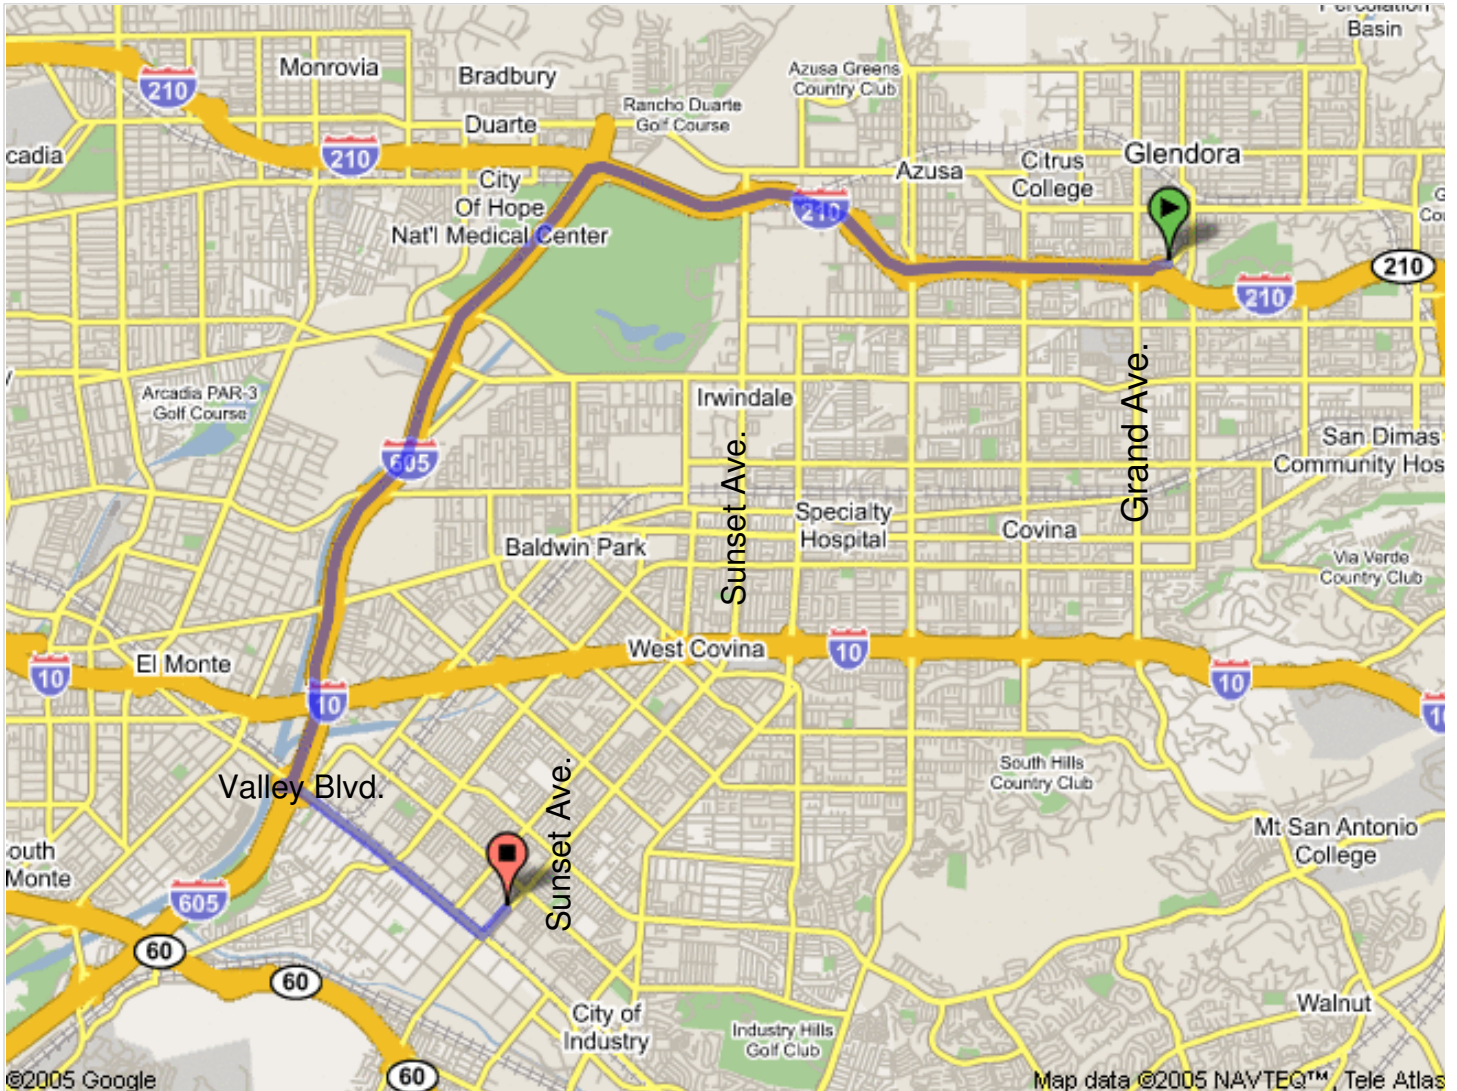 Percolation
Basin
Monrovia
Bradbury
Azusa Greens
Country Club
210
Rancho Duarte
Golf Course
Duarte
cadia
210
Azusa
Citrus
College
Glendora
City
Of Hope
Nat'l Medical Center
210
G
Cou
210
210
Arcadia PAR-3
Golf Course
Irwindale
Grand Ave.
San Dimas
Community Hos
605
Sunset Ave.
Specialty
Hospital
Covina
Baldwin Park
Via Verde
Country Club
El Monte
West Covina
10
10
10
10
10
Valley Blvd.
South Hills
Country Club
Sunset Ave.
Mt San Antonio
College
outh
Monte
605
60
60
City of
Industry
Industry Hills
Golf Club
Walnut
60
©2005 Google
Map data ©2005 NAVTEQ™, Tele Atlas